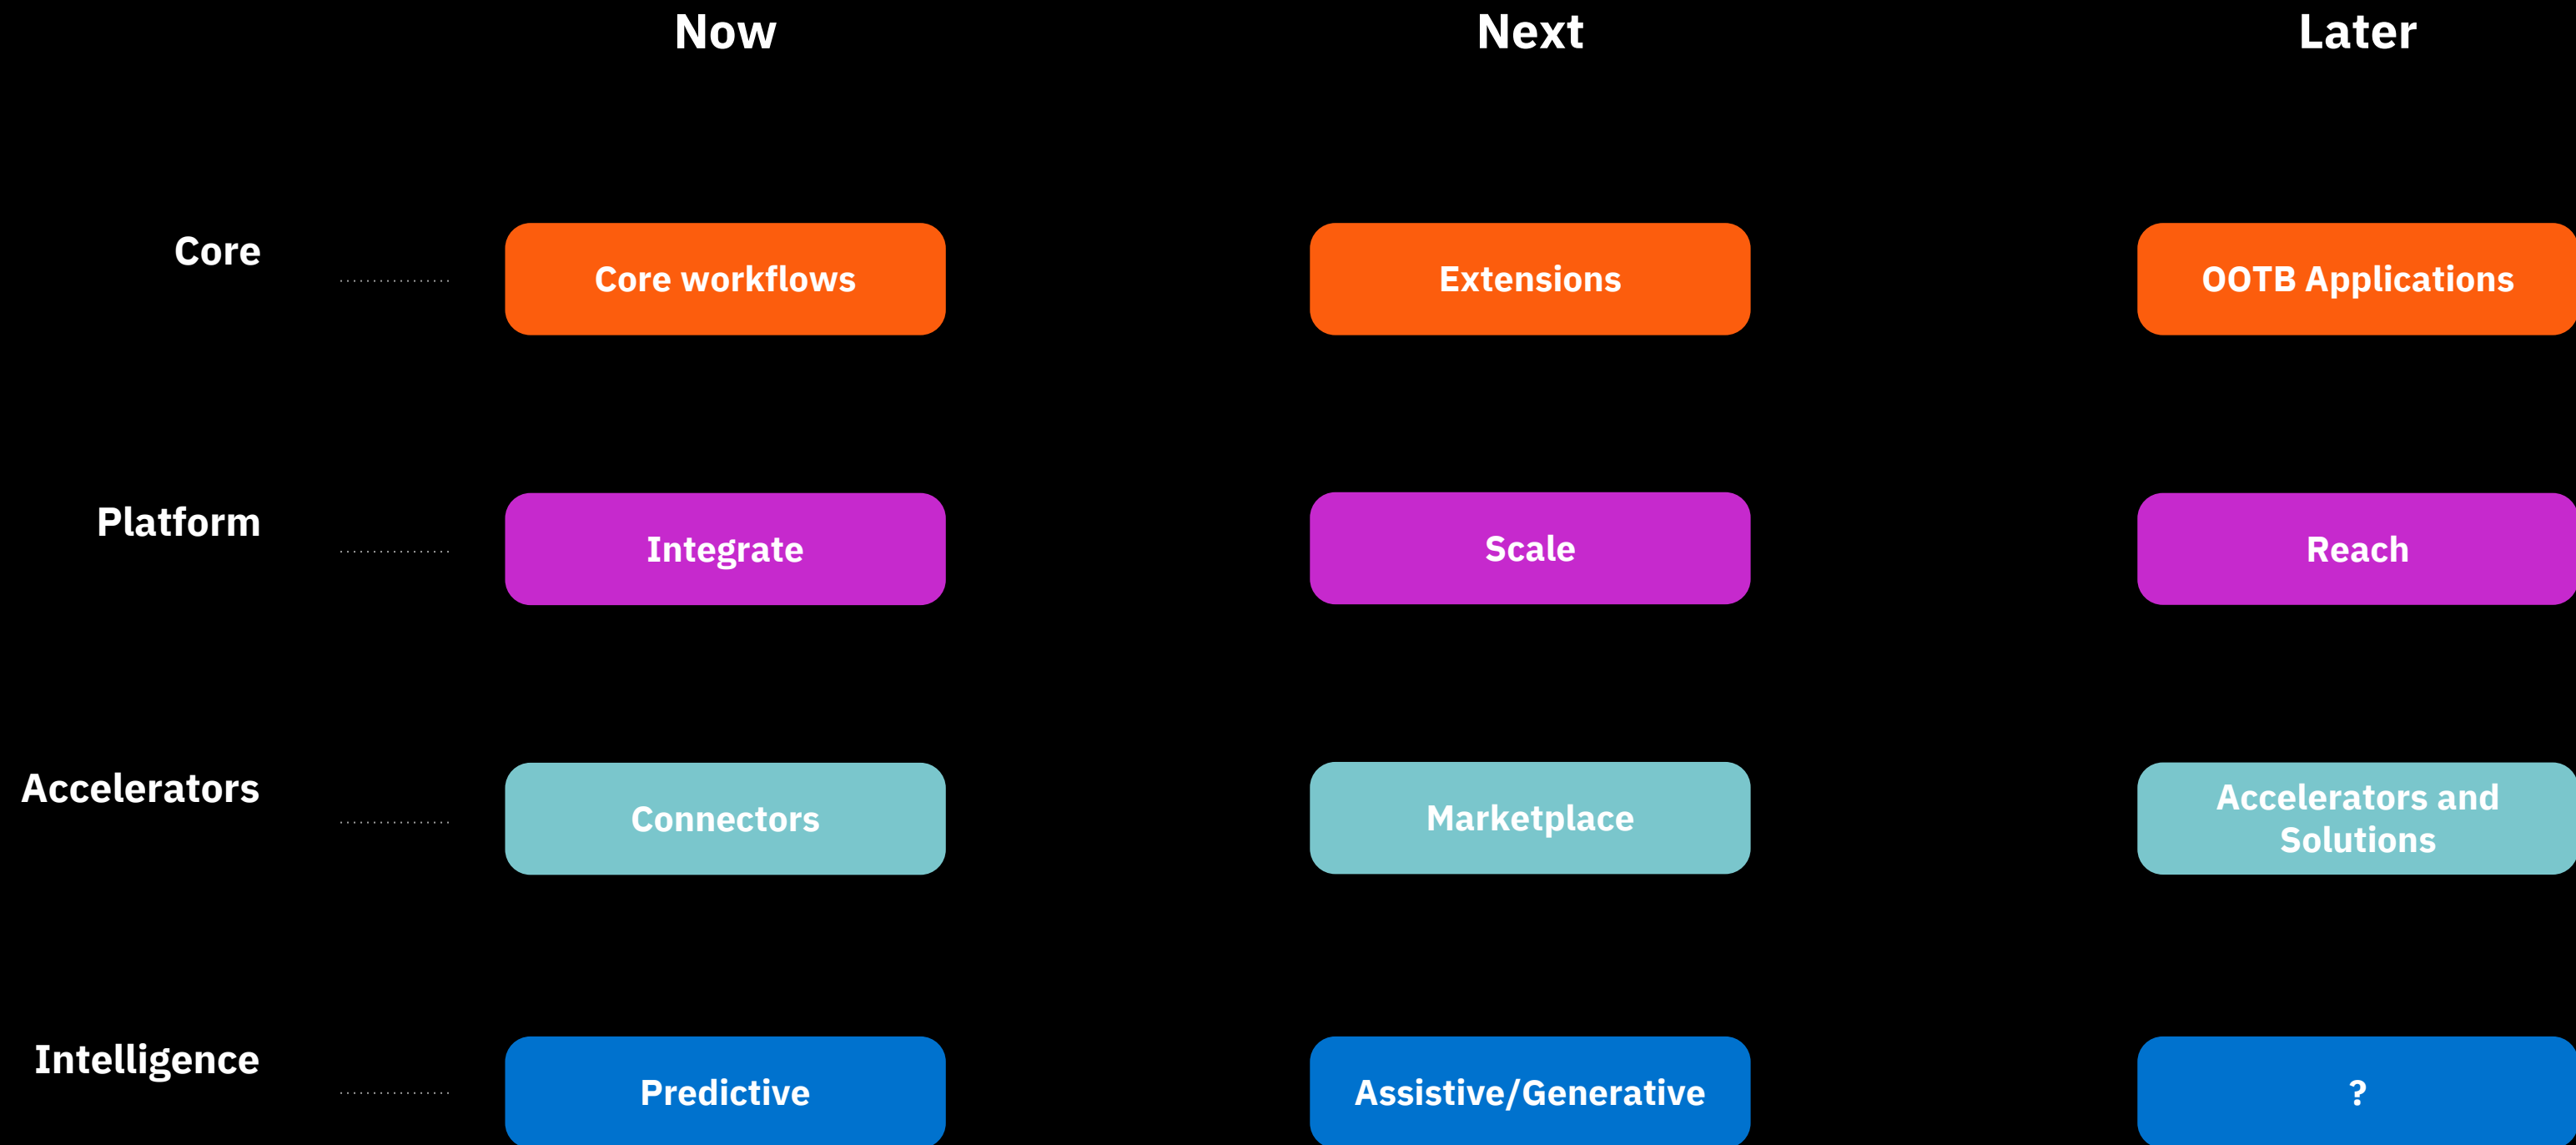 Now
Next
Later
Core
Core workflows
Extensions
OOTB Applications
Platform
Integrate
Scale
Reach
Accelerators
Connectors
Marketplace
Accelerators and
Solutions
Intelligence
Predictive
Assistive/Generative
?